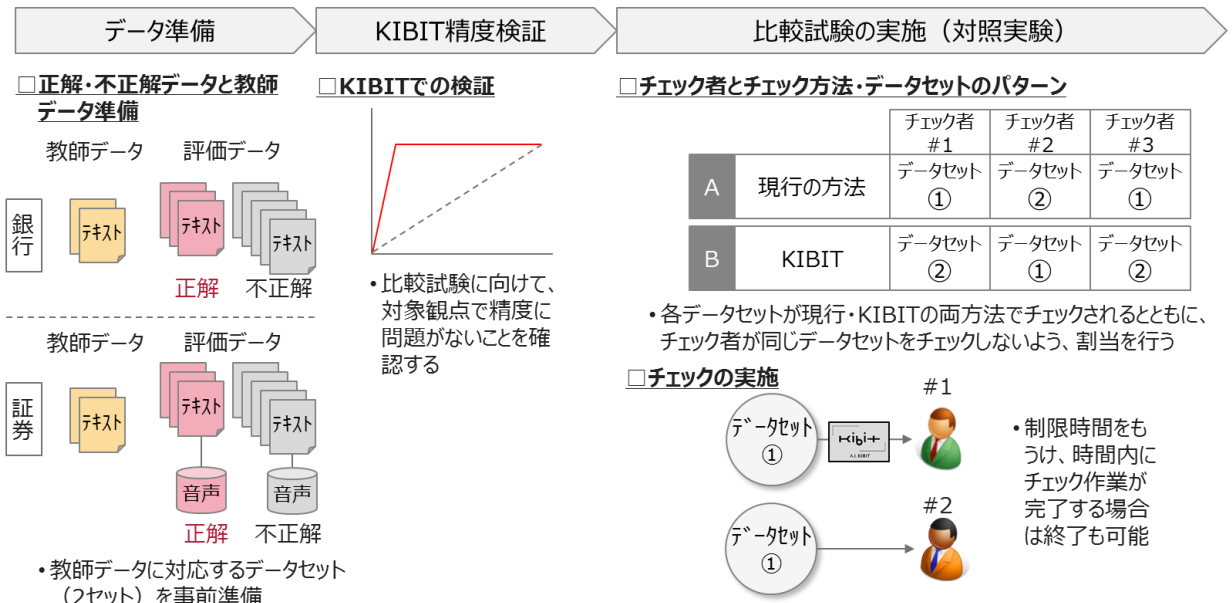 データ準備
KIBIT精度検証
比較試験の実施（対照実験）
□正解・不正解データと教師
データ準備
教師データ
評価データ
銀行
テキスト
テキスト
テキスト
正解
不正解
教師データ
評価データ
証券
テキスト
テキスト
テキスト
音声
音声
正解
不正解
•教師データに対応するデータセット
（2セット）を事前準備
□KIBITでの検証
•比較試験に向けて、
対象観点で精度に
問題がないことを確
認する
□チェック者とチェック方法・データセットのパターン
チェック者 #1
チェック者 #2
チェック者 #3
A
現行の方法
データセット ①
データセット ②
データセット ①
B
KIBIT
データセット ②
データセット ①
データセット ②
•各データセットが現行・KIBITの両方法でチェックされるとともに、
チェック者が同じデータセットをチェックしないよう、割当を行う
□チェックの実施
データセット
①
KIBIT
A.I. KIBIT
#1
データセット
①
#2
•制限時間をも
うけ、時間内に
チェック作業が
完了する場合
は終了も可能